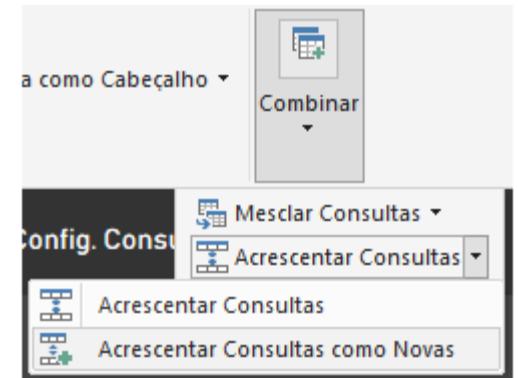 a como Cabeçalho
Combinar
Mesclar Consultas
Config. Consu
Acrescentar Consultas
Acrescentar Consultas
Acrescentar Consultas como Novas